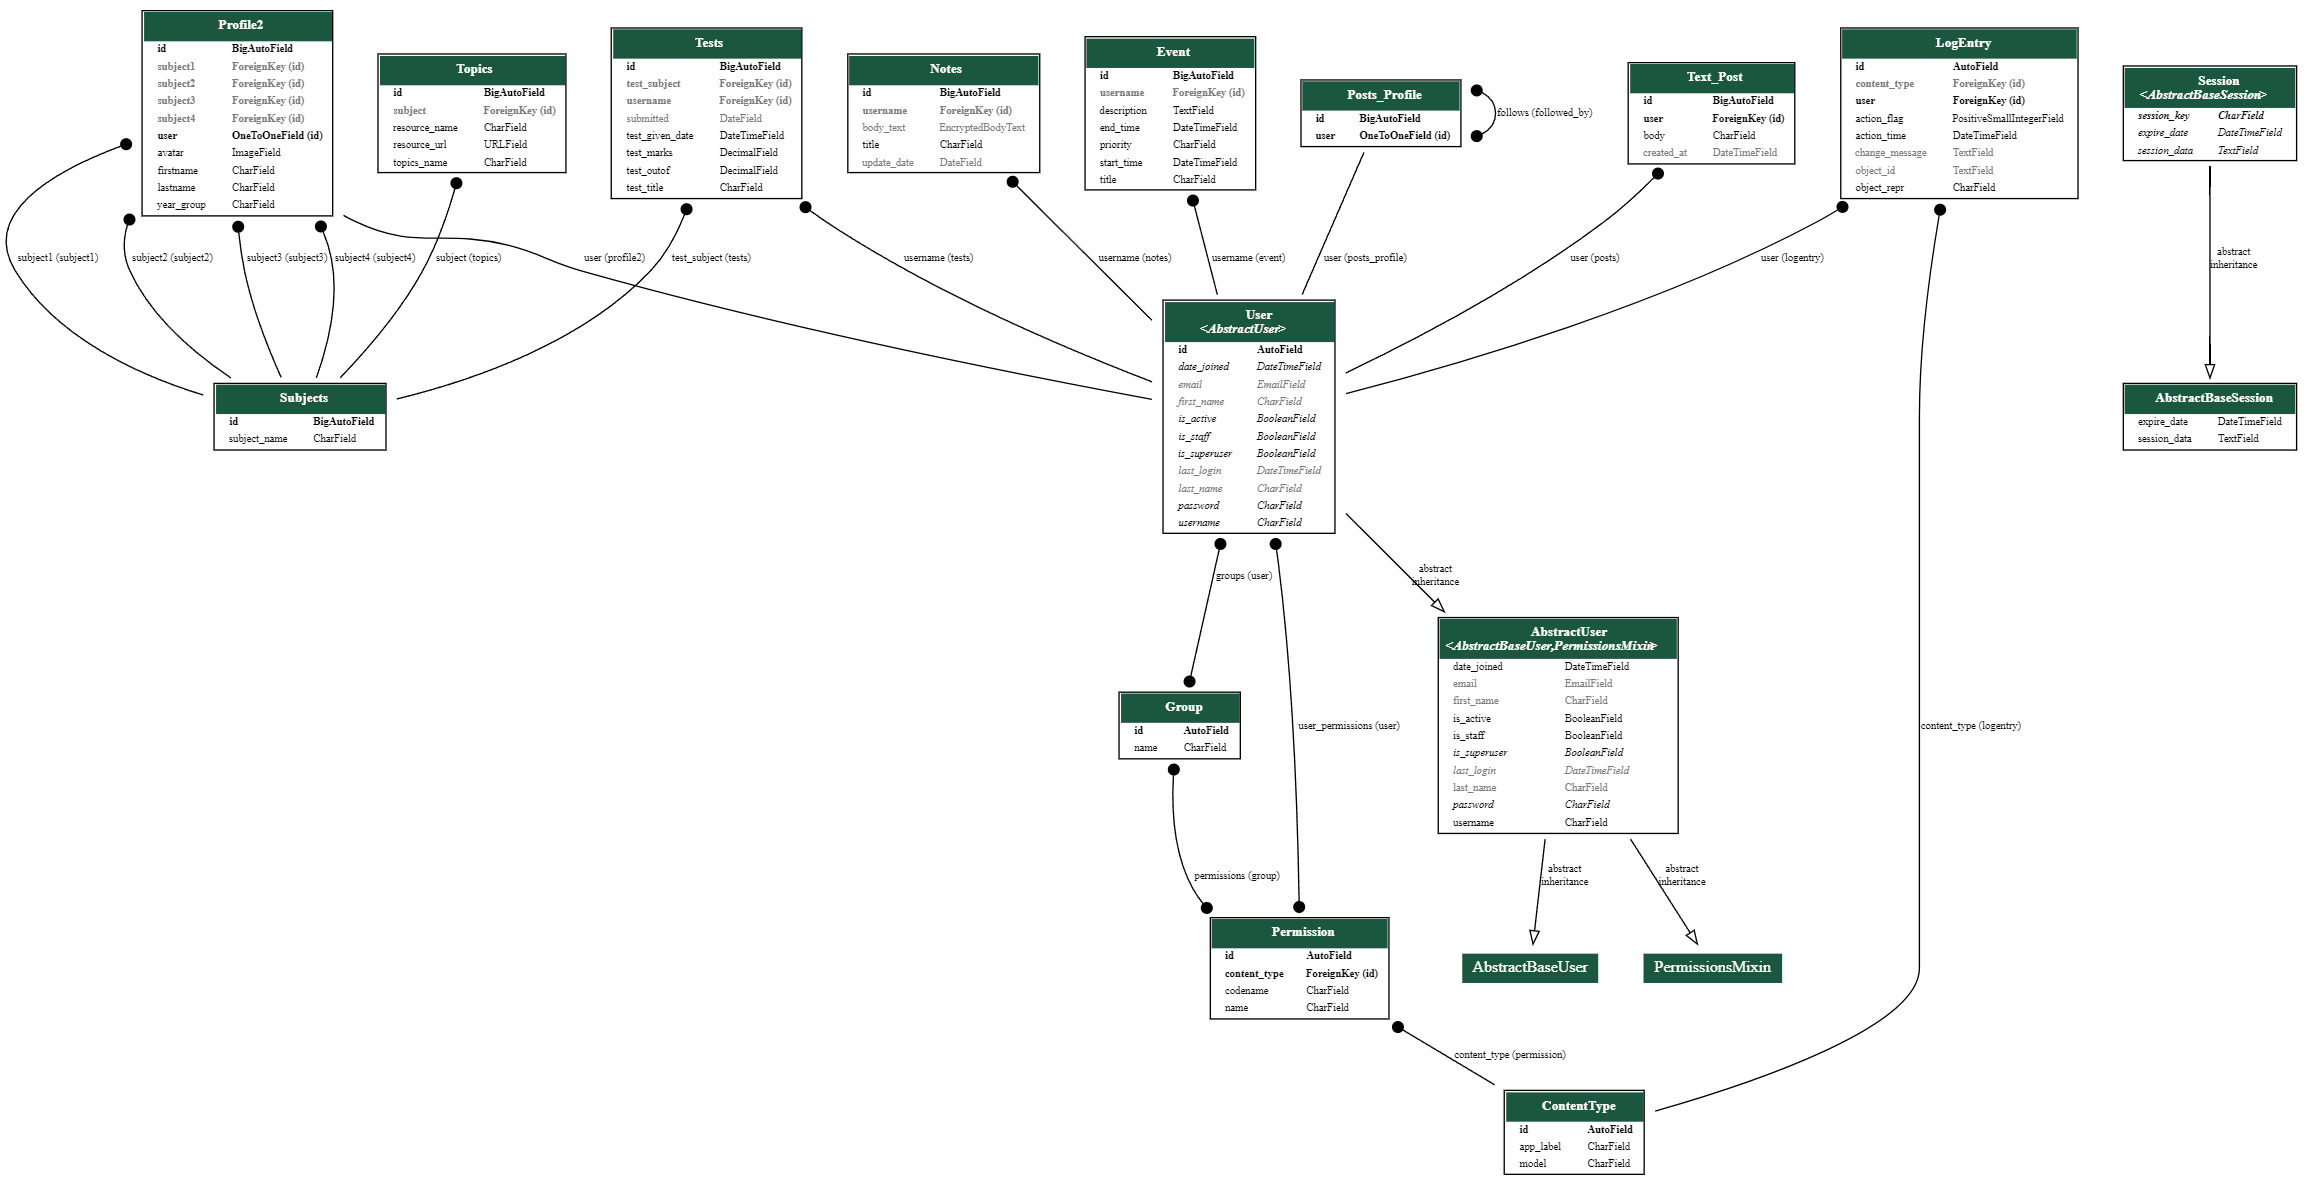 Profile2
id BigAutoField
subject1 ForeignKey (id)
subject2 ForeignKey (id)
subject3 ForeignKey (id)
subject4 ForeignKey (id)
user OneToOneField (id)
avatar ImageField
firstname CharField
lastname CharField
year_group CharField
Topics
id BigAutoField
subject ForeignKey (id)
resource_name CharField
resource_url URLField
topics_name CharField
Tests
id BigAutoField
test_subject ForeignKey (id)
username ForeignKey (id)
submitted DateField
test_given_date DateTimeField
test_marks DecimalField
test_outof DecimalField
test_title CharField
Notes
id BigAutoField
username ForeignKey (id)
body_text EncryptedBodyText
title CharField
update_date DateField
Event
id BigAutoField
username ForeignKey (id)
description TextField
end_time DateTimeField
priority CharField
start_time DateTimeField
title CharField
Posts_Profile
id BigAutoField
user OneToOneField (id)
follows (followed_by)
Text_Post
id BigAutoField
user ForeignKey (id)
body CharField
created_at DateTimeField
LogEntry
id AutoField
content_type ForeignKey (id)
user ForeignKey (id)
action_flag PositiveSmallIntegerField
action_time DateTimeField
change_message TextField
object_id TextField
object_repr CharField
Session
<AbstractBaseSession>
session_key CharField
expire_date DateTimeField
session_data TextField
subject1 (subject1)
subject2 (subject2)
subject3 (subject3)
subject4 (subject4)
subject (topics)
user (profile2)
test_subject (tests)
username (tests)
username (notes)
username (event)
user (posts_profile)
user (posts)
user (logentry)
abstract
inheritance
Subjects
id BigAutoField
subject_name CharField
User
<AbstractUser>
id AutoField
date_joined DateTimeField
email EmailField
first_name CharField
is_active BooleanField
is_staff BooleanField
is_superuser BooleanField
last_login DateTimeField
last_name CharField
password CharField
username CharField
AbstractBaseSession
expire_date DateTimeField
session_data TextField
groups (user)
abstract
inheritance
AbstractUser
<AbstractBaseUser,PermissionsMixin>
date_joined DateTimeField
email EmailField
first_name CharField
is_active BooleanField
is_staff BooleanField
is_superuser BooleanField
last_login DateTimeField
last_name CharField
password CharField
username CharField
Group
id AutoField
name CharField
user_permissions (user)
content_type (logentry)
permissions (group)
abstract
inheritance
abstract
inheritance
Permission
id AutoField
content_type ForeignKey (id)
codename CharField
name CharField
AbstractBaseUser
PermissionsMixin
content_type (permission)
ContentType
id AutoField
app_label CharField
model CharField